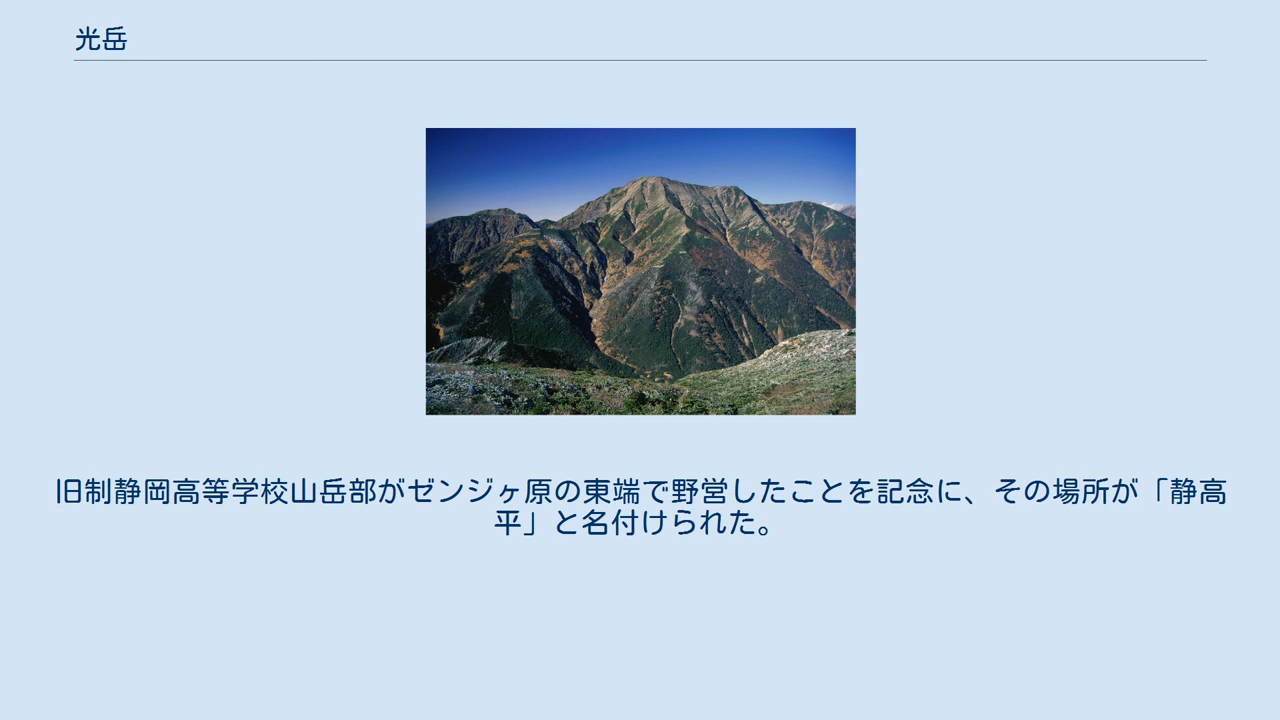 光岳
旧制静岡高等学校山岳部がゼンジヶ原の東端で野営したことを記念に、その場所が「静高
平」と名付けられた。